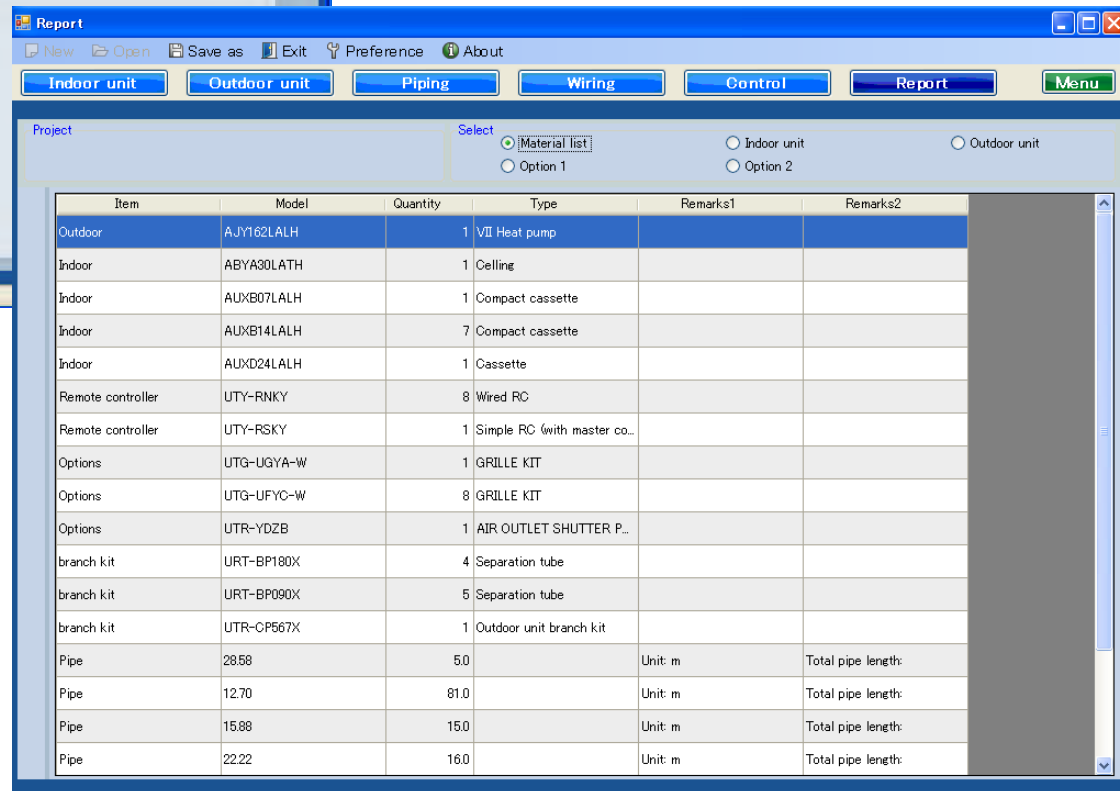 Report
New Open Save as Exit Preference About
Indoor unit Outdoor unit Piping Wiring Control Report Menu
Project Select
Material list Indoor unit Outdoor unit
Option 1 Option 2
Item Model Quantity Type Remarks1 Remarks2
Outdoor AJY162LALH 1 VII Heat pump
Indoor ABYA30LATH 1 Celling
Indoor AUXB07LALH 1 Compact cassette
Indoor AUXB14LALH 7 Compact cassette
Indoor AUXD24LALH 1 Cassette
Remote controller UTY-RNKY 8 Wired RC
Remote controller UTY-RSKY 1 Simple RC (with master co...
Options UTG-UGYA-W 1 GRILLE KIT
Options UTG-UFYC-W 8 GRILLE KIT
Options UTR-YDZB 1 AIR OUTLET SHUTTER P...
branch kit URT-BP180X 4 Separation tube
branch kit URT-BP090X 5 Separation tube
branch kit UTR-CP567X 1 Outdoor unit branch kit
Pipe 28.58 5.0 Unit: m Total pipe length:
Pipe 12.70 81.0 Unit: m Total pipe length:
Pipe 15.88 15.0 Unit: m Total pipe length:
Pipe 22.22 16.0 Unit: m Total pipe length: